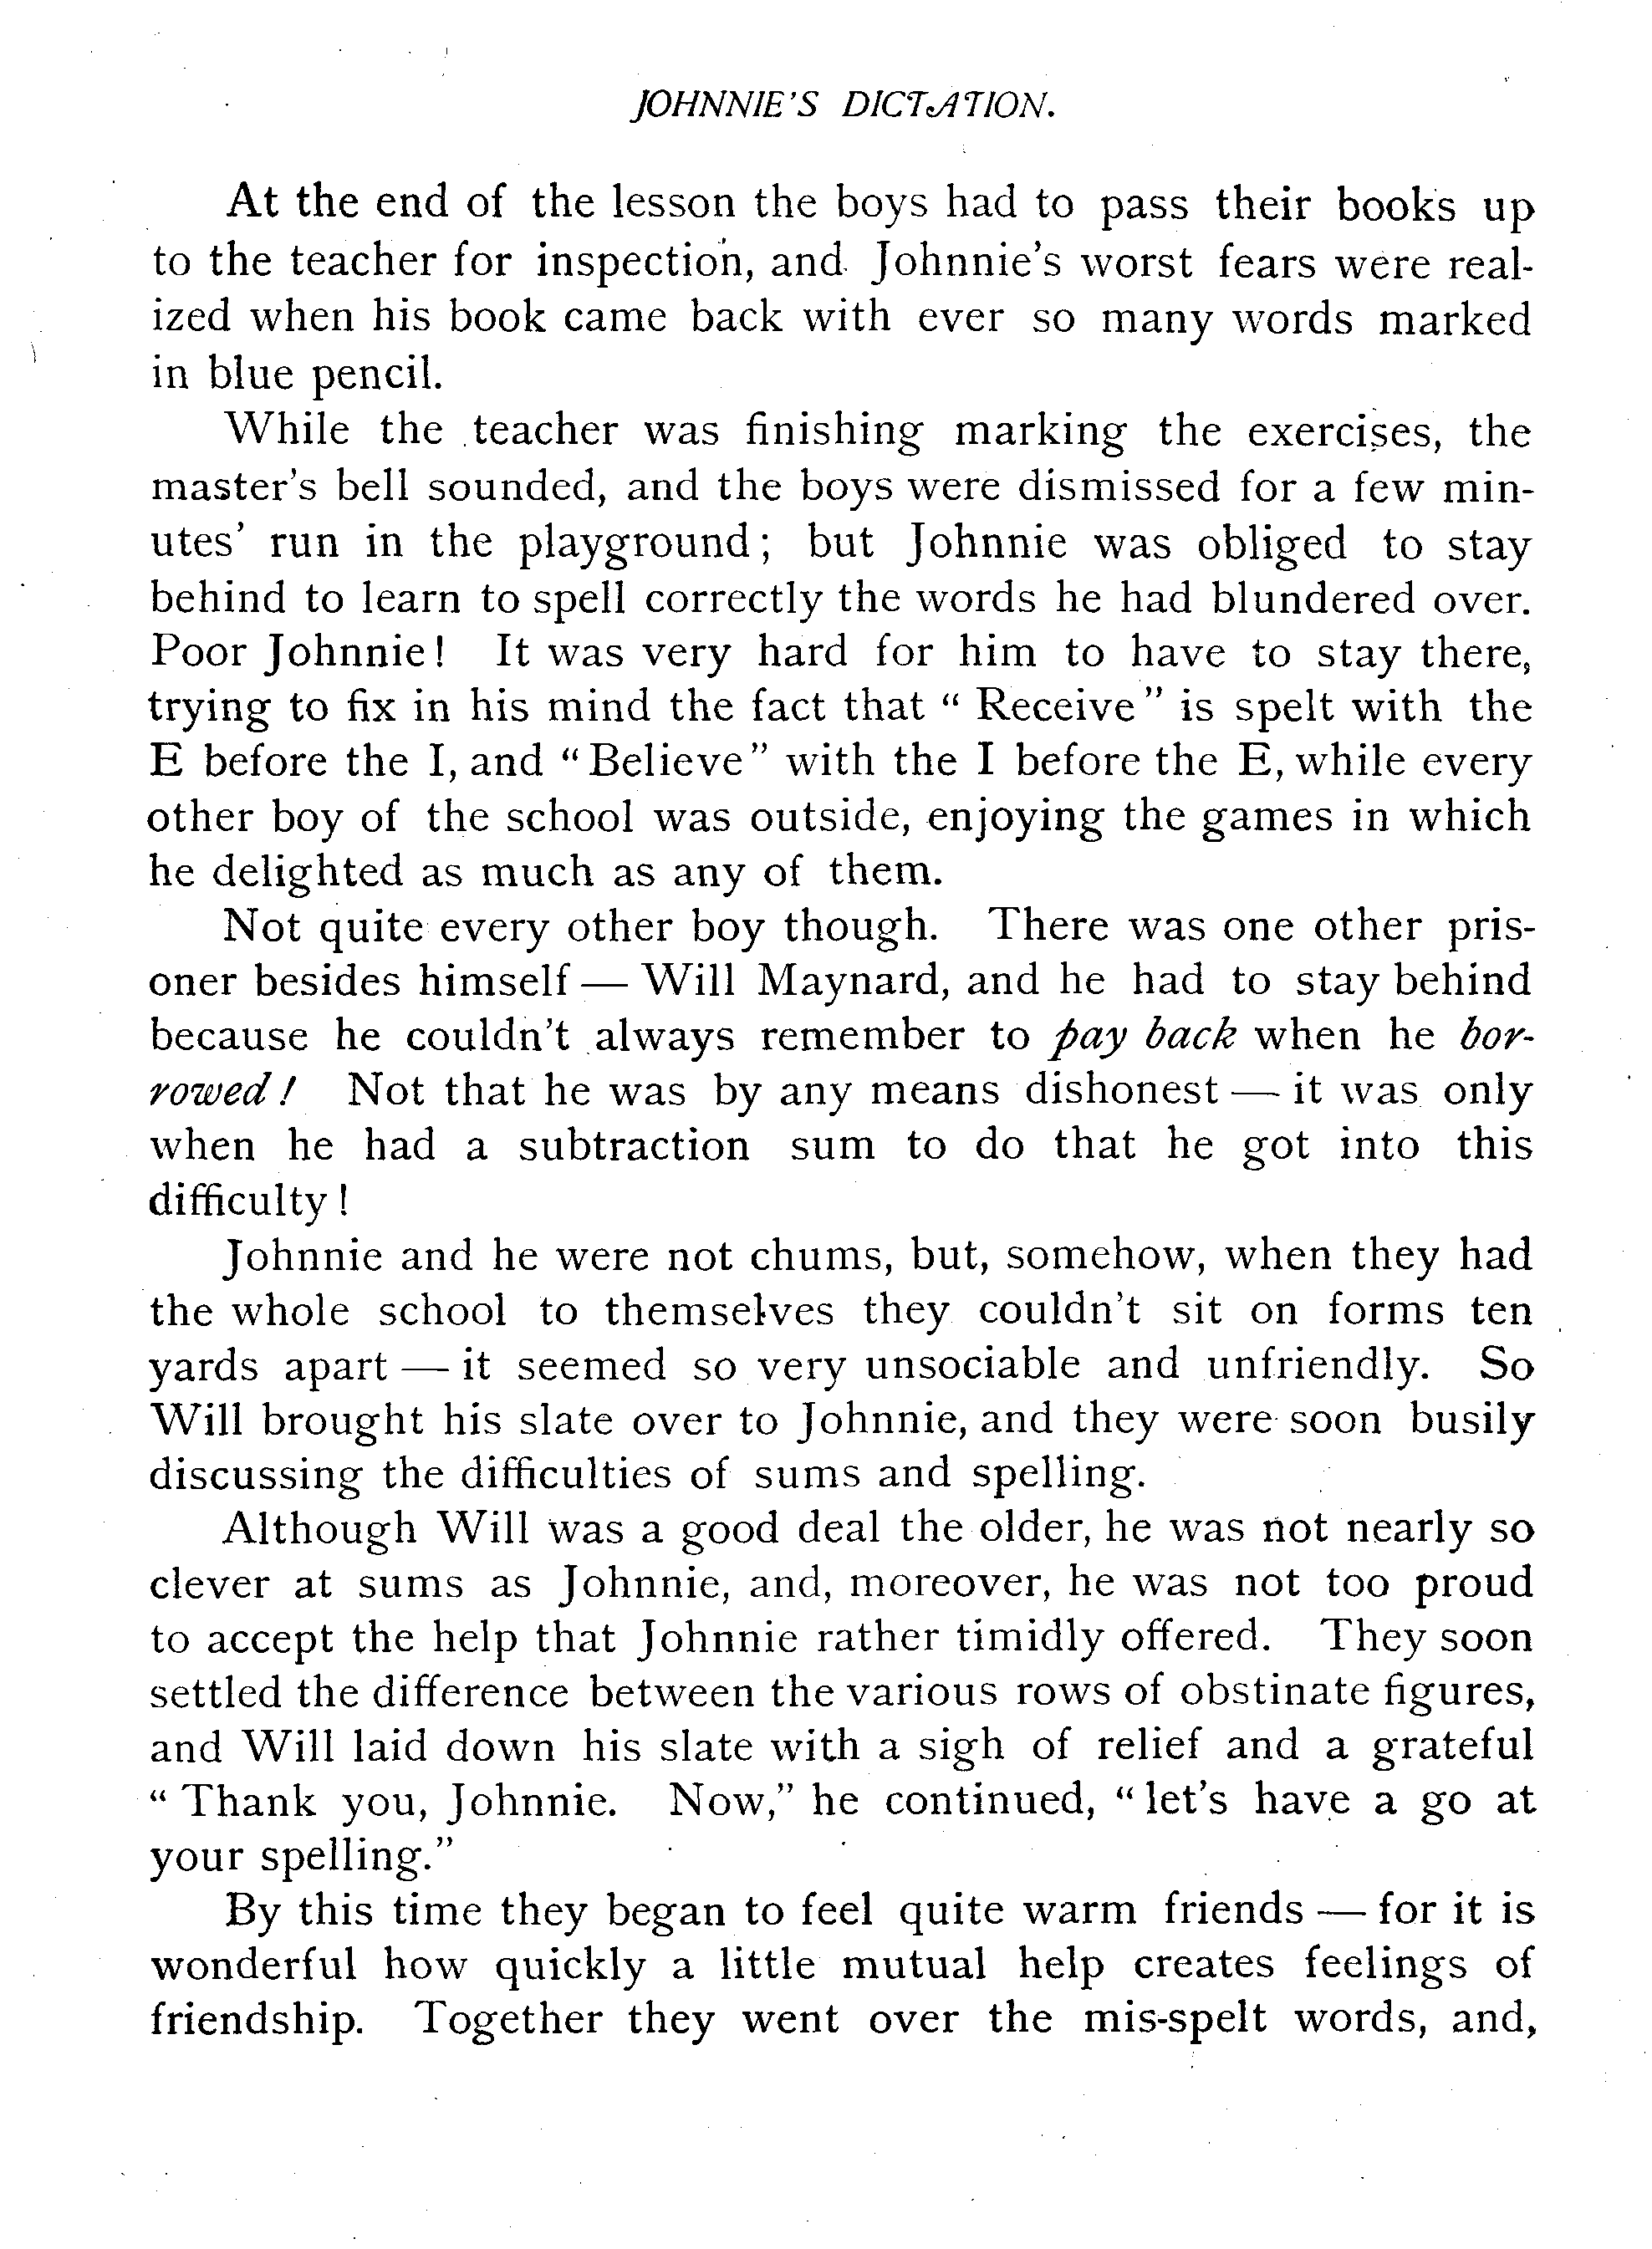 JOHNNIE'S DICTATION.
At the end of the lesson the boys had to pass their books up
to the teacher for inspection, and Johnnie's worst fears were real-
ized when his book came back with ever so many words marked
in blue pencil.
While the teacher was finishing marking the exercises, the
master's bell sounded, and the boys were dismissed for a few min-
utes' run in the playground; but Johnnie was obliged to stay
behind to learn to spell correctly the words he had blundered over.
Poor Johnnie! It was very hard for him to have to stay there,
trying to fix in his mind the fact that "Receive" is spelt with the
E before the I, and "Believe" with the I before the E, while every
other boy of the school was outside, enjoying the games in which
he delighted as much as any of them.
Not quite every other boy though. There was one other pris-
oner besides himself — Will Maynard, and he had to stay behind
because he couldn't always remember to pay back when he bor-
rowed! Not that he was by any means dishonest — it was only
when he had a subtraction sum to do that he got into this
difficulty!
Johnnie and he were not chums, but, somehow, when they had
the whole school to themselves they couldn't sit on forms ten
yards apart — it seemed so very unsociable and unfriendly. So
Will brought his slate over to Johnnie, and they were soon busily
discussing the difficulties of sums and spelling.
Although Will was a good deal the older, he was not nearly so
clever at sums as Johnnie, and, moreover, he was not too proud
to accept the help that Johnnie rather timidly offered. They soon
settled the difference between the various rows of obstinate figures,
and Will laid down his slate with a sigh of relief and a grateful
"Thank you, Johnnie. Now," he continued, "let's have a go at
your spelling."
By this time they began to feel quite warm friends — for it is
wonderful how quickly a little mutual help creates feelings of
friendship. Together they went over the mis-spelt words, and,